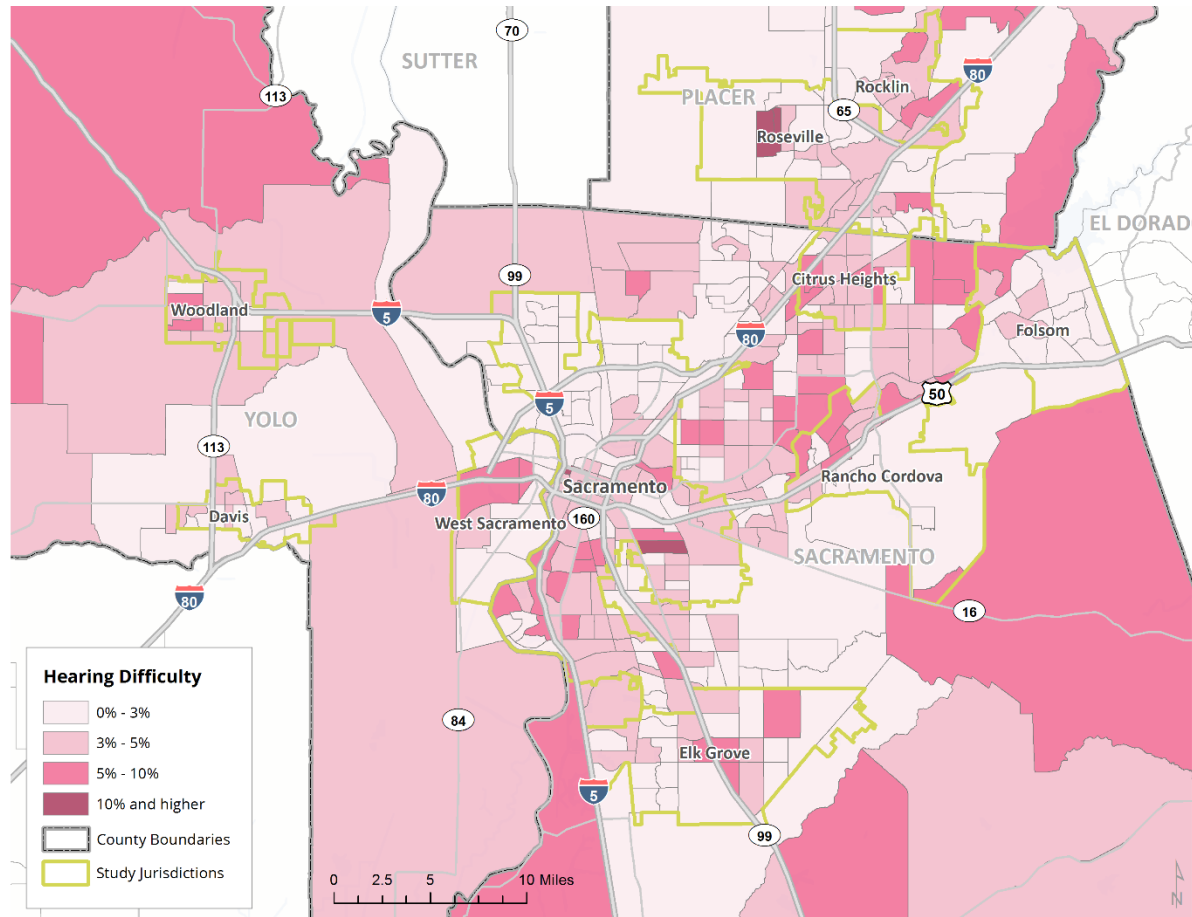 70
SUTTER
80
113
Rocklin
PLACER
65
Roseville
EL DORADO
99
Citrus Heights
Woodland
5
80
Folsom
50
5
YOLO
113
Rancho Cordova
80
Sacramento
West Sacramento
160
Davis
SACRAMENTO
80
16
Hearing Difficulty
0% - 3%
3% - 5%
5% - 10%
10% and higher
County Boundaries
Study Jurisdictions
84
Elk Grove
5
99
0 2.5 5 10 Miles
N